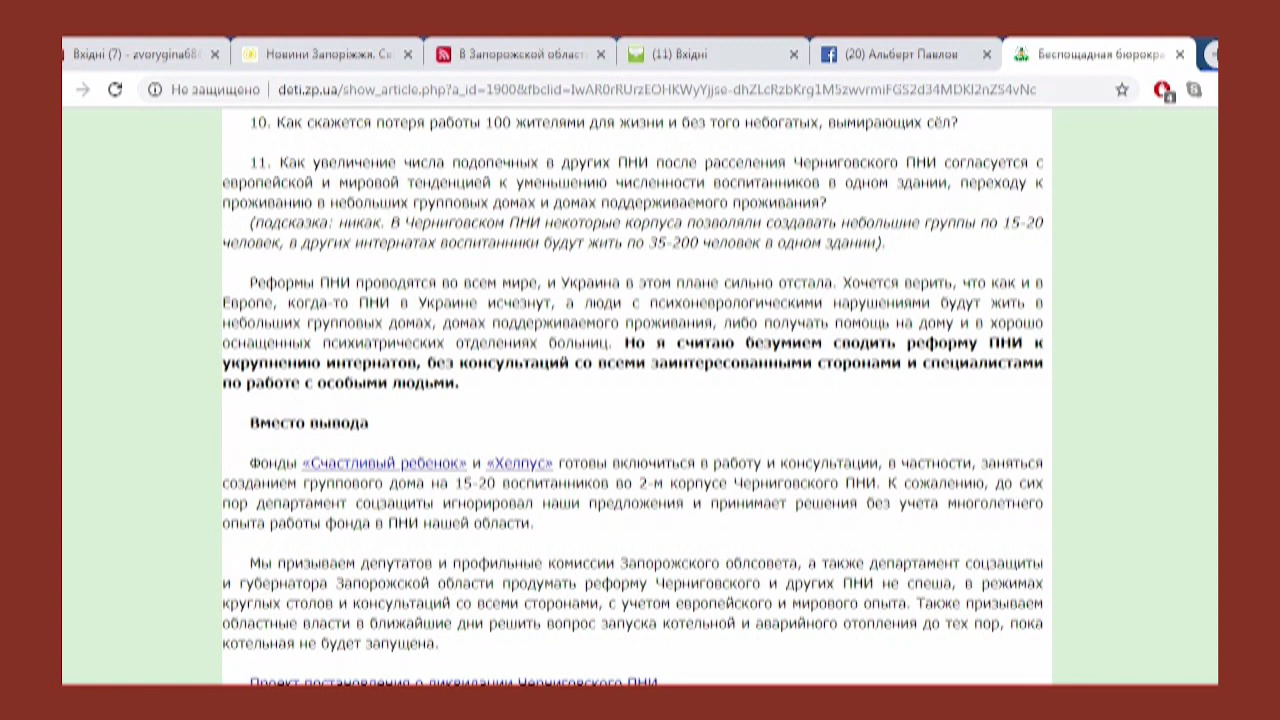 Вхідні (7) - zvorygina68
Новини Запоріжжя. Св
В Запорожской област
(11) Вхідні
(20) Альберт Павлов
Беспощадная бюрокра
Не защищено
deti.zp.ua/show_article.php?a_id=1900&fbclid=
10. Как скажется потеря работы 100 жителями для жизни и без того небогатых, вымирающих сёл?
11. Как увеличение числа подопечных в других ПНИ после расселения Черниговского ПНИ согласуется с
европейской и мировой тенденцией к уменьшению численности воспитанников в одном здании, переходу к
проживанию в небольших групповых домах и домах поддерживаемого проживания?
(подсказка: никак. В Черниговском ПНИ некоторые корпуса позволяли создавать небольшие группы по 15-20
человек, в других интернатах воспитанники будут жить по 35-200 человек в одном здании).
Реформы ПНИ проводятся во всем мире, и Украина в этом плане сильно отстала. Хочется верить, что как и в
Европе, когда-то ПНИ в Украине исчезнут, а люди с психоневрологическими нарушениями будут жить в
небольших групповых домах, домах поддерживаемого проживания, либо получать помощь на дому и в хорошо
оснащенных психиатрических отделениях больниц. Но я считаю безумием сводить реформу ПНИ к
укрупнению интернатов, без консультаций со всеми заинтересованными сторонами и специалистами
по работе с особыми людьми.
Вместо вывода
Фонды «Счастливый ребенок» и «Хелпус» готовы включиться в работу и консультации, в частности, заняться
созданием группового дома на 15-20 воспитанников во 2-м корпусе Черниговского ПНИ. К сожалению, до сих
пор департамент соцзащиты игнорировал наши предложения и принимает решения без учета многолетнего
опыта работы фонда в ПНИ нашей области.
Мы призываем депутатов и профильные комиссии Запорожского облсовета, а также департамент соцзащиты
и губернатора Запорожской области продумать реформу Черниговского и других ПНИ не спеша, в режимах
круглых столов и консультаций со всеми сторонами, с учетом европейского и мирового опыта. Также призываем
областные власти в ближайшие дни решить вопрос запуска котельной и аварийного отопления до тех пор, пока
котельная не будет запущена.
Проект постановления о ликвидации Черниговского ПНИ